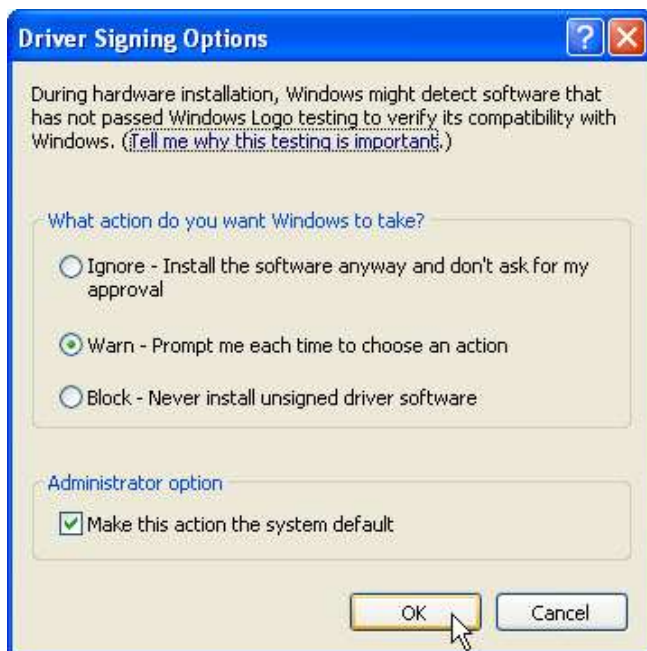 Driver Signing Options
During hardware installation, Windows might detect software that
has not passed Windows Logo testing to verify its compatibility with
Windows. (Tell me why this testing is important.)
What action do you want Windows to take?
Ignore - Install the software anyway and don't ask for my
approval
Warn - Prompt me each time to choose an action
Block - Never install unsigned driver software
Administrator option
Make this action the system default
OK Cancel